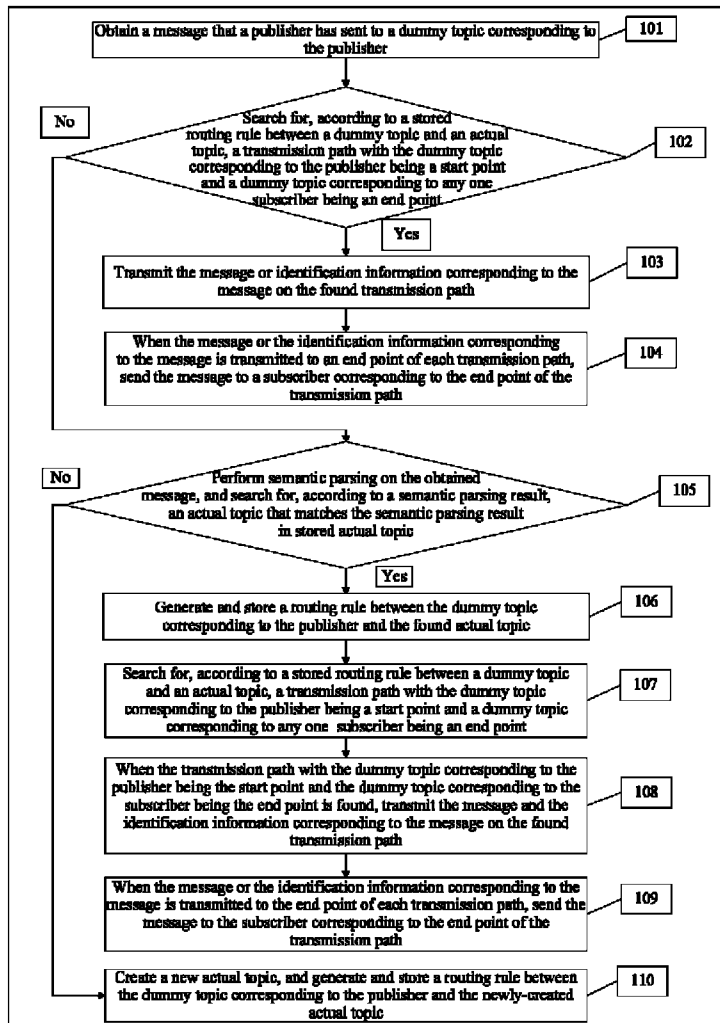 Obtain a message that a publisher has sent to a dummy topic corresponding to
the publisher
101
No
Search for, according to a stored
routing rule between a dummy topic and an actual
topic, a transmission path with the dummy topic
corresponding to the publisher being a start point
and a dummy topic corresponding to any one
subscriber being an end point
102
Yes
Transmit the message or identification information corresponding to the
message on the found transmission path
103
When the message or the identification information corresponding
to the message is transmitted to an end point of each transmission path,
send the message to a subscriber corresponding to the end point of the
transmission path
104
No
Perform semantic parsing on the obtained
message, and search for, according to a semantic parsing result,
an actual topic that matches the semantic parsing result
in stored actual topic
105
Yes
Generate and store a routing rule between the dummy topic
corresponding to the publisher and the found actual topic
106
Search for, according to a stored routing rule between a dummy topic
and an actual topic, a transmission path with the dummy topic
corresponding to the publisher being a start point and a dummy topic
corresponding to any one subscriber being an end point
107
When the transmission path with the dummy topic corresponding to the
publisher being the start point and the dummy topic corresponding to the
subscriber being the end point is found, transmit the message and the
identification information corresponding to the message on the found
transmission path
108
When the message or the identification information corresponding to the
message is transmitted to the end point of each transmission path, send the
message to the subscriber corresponding to the end point of the
transmission path
109
Create a new actual topic, and generate and store a routing rule between
the dummy topic corresponding to the publisher and the newly-created
actual topic
110